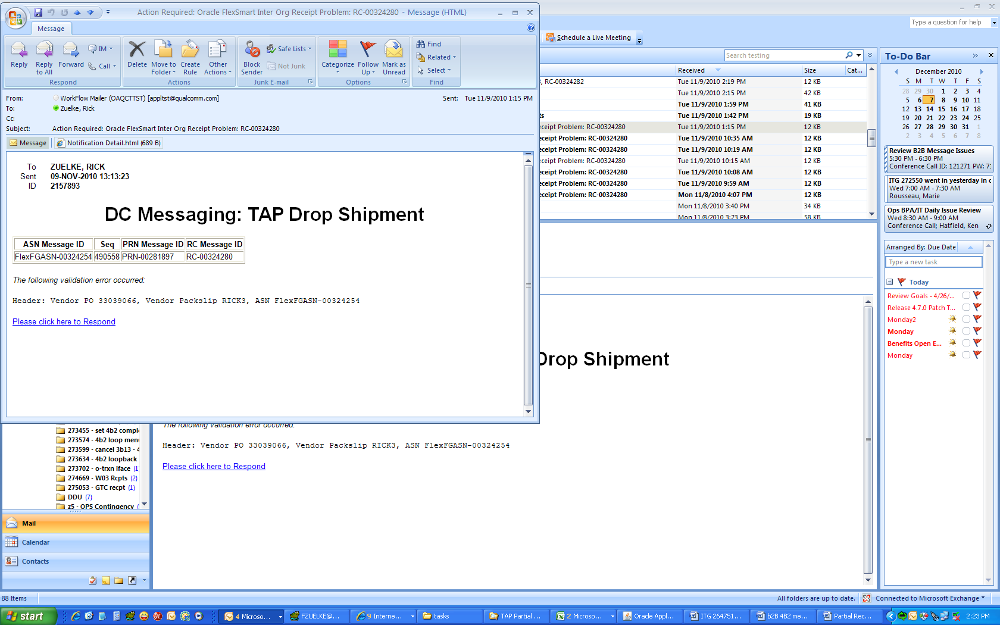 Action Required: Oracle FlexSmart Inter Org Receipt Problem: RC-00324280 - Message (HTML)
Message
Reply
Reply to All
Forward
IM
Call
Respond
Delete
Move to Folder
Create Rule
Other Actions
Actions
Block Sender
Safe Lists
Not Junk
Junk E-mail
Categorize
Follow Up
Mark as Unread
Options
Find
Related
Select
Find
From: WorkFlow Mailer (OAQCTTST) [appltst@qualcomm.com]
Sent: Tue 11/9/2010 1:15 PM
To: Zuelke, Rick
Cc:
Subject: Action Required: Oracle FlexSmart Inter Org Receipt Problem: RC-00324280
Message
Notification Detail.html (689 B)
To ZUELKE, RICK
Sent 09-NOV-2010 13:13:23
ID 2157893
DC Messaging: TAP Drop Shipment
ASN Message ID Seq PRN Message ID RC Message ID
FlexFGASN-00324254 490558 PRN-00281897 RC-00324280
The following validation error occurred:
Header: Vendor PO 33039066, Vendor Packslip RICK3, ASN FlexFGASN-00324254
Please click here to Respond
Type a question for help
Schedule a Live Meeting
Search testing
Received Size Cat...
, RC-00324282 Tue 11/9/2010 2:19 PM 12 KB
Tue 11/9/2010 2:15 PM 42 KB
Tue 11/9/2010 1:59 PM 41 KB
ts Tue 11/9/2010 1:42 PM 19 KB
eceipt Problem: RC-00324280 Tue 11/9/2010 1:15 PM 12 KB
eceipt Problem: RC-00324280 Tue 11/9/2010 10:35 AM 12 KB
eceipt Problem: RC-00324280 Tue 11/9/2010 10:19 AM 12 KB
eceipt Problem: RC-00324280 Tue 11/9/2010 10:15 AM 12 KB
eceipt Problem: RC-00324280 Tue 11/9/2010 10:08 AM 12 KB
eceipt Problem: RC-00324280 Tue 11/9/2010 9:59 AM 12 KB
eceipt Problem: RC-00324280 Mon 11/8/2010 4:07 PM 12 KB
Mon 11/8/2010 3:40 PM 34 KB
Mon 11/8/2010 3:23 PM 58 KB
Drop Shipment
The following validation error occurred:
Header: Vendor PO 33039066, Vendor Packslip RICK3, ASN FlexFGASN-00324254
Please click here to Respond
To-Do Bar
December 2010
S M T W T F S
28 29 30 1 2 3 4
5 6 7 8 9 10 11
12 13 14 15 16 17 18
19 20 21 22 23 24 25
26 27 28 29 30 31 1
2 3 4 5 6 7 8
Review B2B Message Issues
5:30 PM - 6:30 PM
Conference Call ID: 121271 PW: 7
ITG 272550 went in yesterday in
Wed 7:00 AM - 7:30 AM
Rousseau, Marie
Ops BPA/IT Daily Issue Review
Wed 8:30 AM - 9:00 AM
Conference Call; Hatfield, Ken
Arranged By: Due Date
Type a new task
Today
Review Goals - 4/26/...
Release 4.7.0 Patch T...
Monday2
Monday
Benefits Open E...
Monday
273455 - set 4b2 comple
273574 - 4b2 loop men
273599 - cancel 3b13 - 4
273634 - 4b2 loopback
273702 - o-trxn iface (1)
274669 - W03 Rcpts (2)
275053 - GTC recpt (1)
DDU (7)
z5 - OPS Contingency
Mail
Calendar
Contacts
88 Items
All folders are up to date.
Connected to Microsoft Exchange
start
4 Microso...
FZUELKE@...
9 Interne...
tasks
TAP Partial ...
2 Microso...
Oracle Appl...
ITG 264751...
b2B 4B2 me...
Partial Rec...
2:23 PM